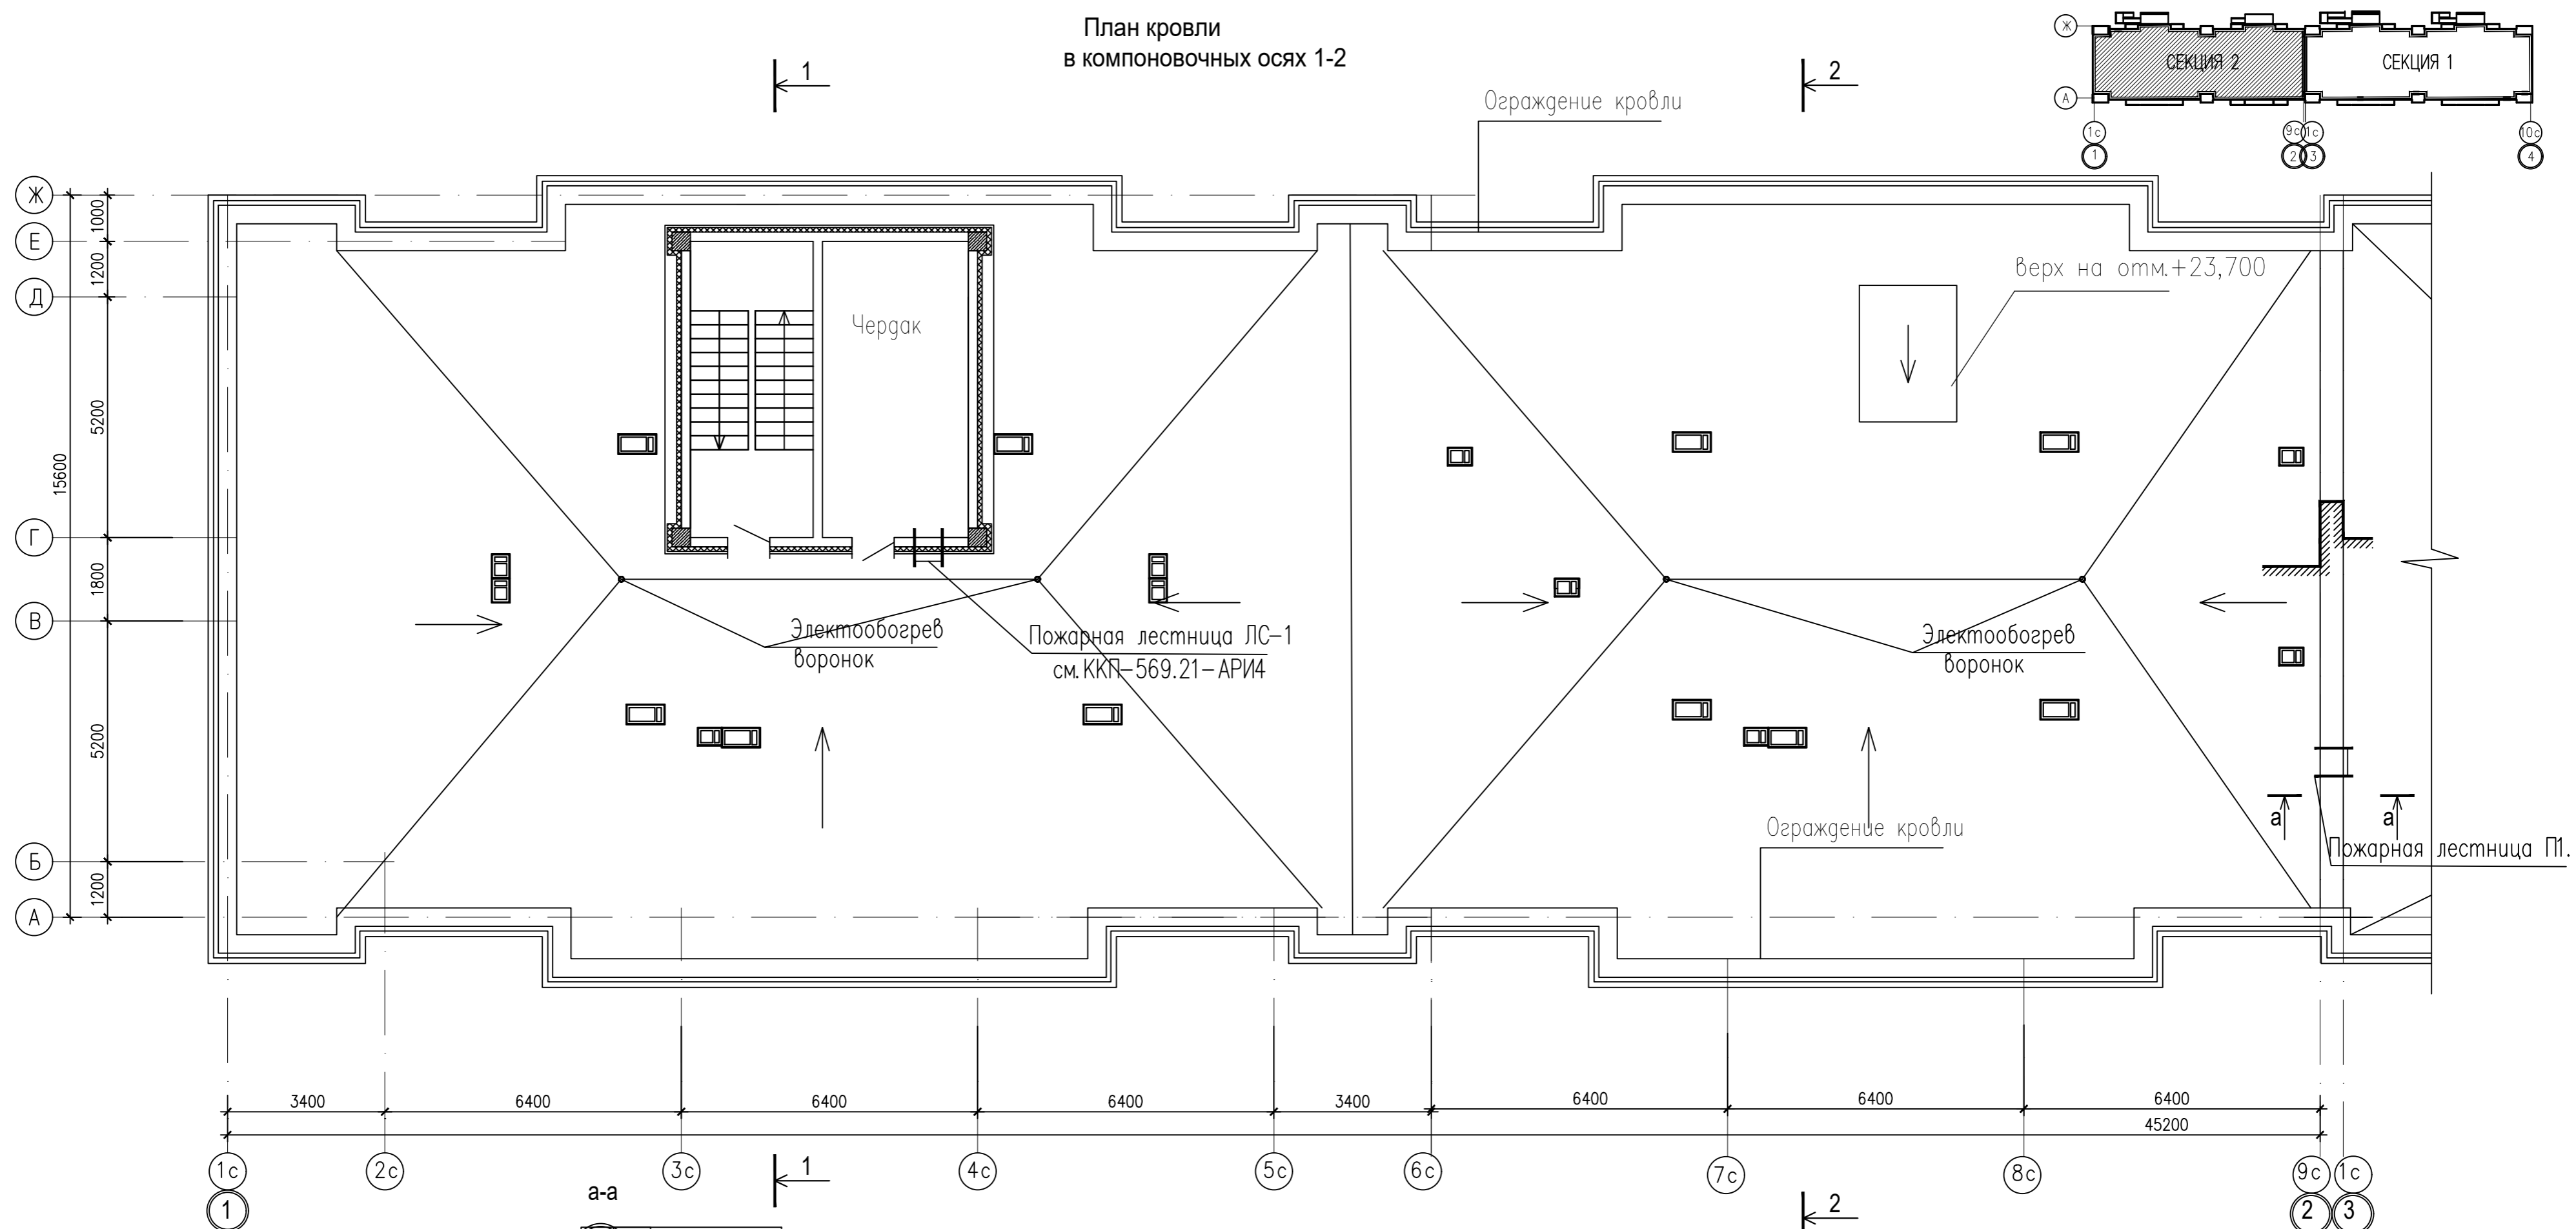 План кровли
в компоновочных осях 1-2
1
2
Ж
А
СЕКЦИЯ 2
СЕКЦИЯ 1
1с
9с
1с
10с
1
2
3
4
Ограждение кровли
Ж
Е
Д
Г
В
Б
А
1000
1200
5200
1800
5200
1200
15600
Чердак
верх на отм.+23,700
Электообогрев
воронок
Пожарная лестница ЛС-1
см.ККП-569.21-АРИ4
Электообогрев
воронок
Ограждение кровли
а
а
Пожарная лестница П1.
3400
6400
6400
6400
3400
6400
6400
6400
45200
1с
2с
3с
4с
5с
6с
7с
8с
9с
1с
1
2
3
1
2
а-а